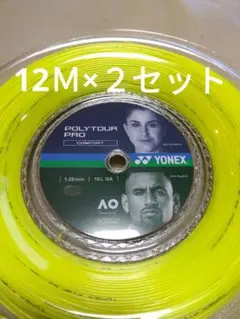 12M×２セット
POLYTOUR
PRO
COMFORT
YONEX
1.25mm | 16L GA
AO